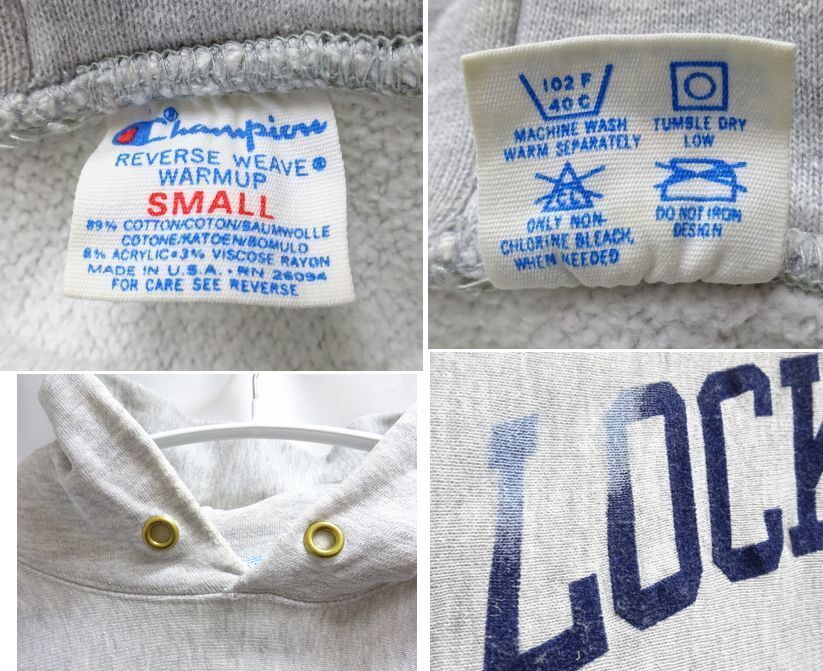 Champion®
REVERSE WEAVE®
WARMUP
SMALL
89% COTTON/COTON/BAUMWOLLE
COTONE/KATOEN/BOMULD
8% ACRYLIC•3% VISCOSE RAYON
MADE IN U.S.A. • RN 26094
FOR CARE SEE REVERSE
102 F
40 C
MACHINE WASH
WARM SEPARATELY
TUMBLE DRY
LOW
CL
ONLY NON-
CHLORINE BLEACH,
WHEN NEEDED
DO NOT IRON
DESIGN
LOCK